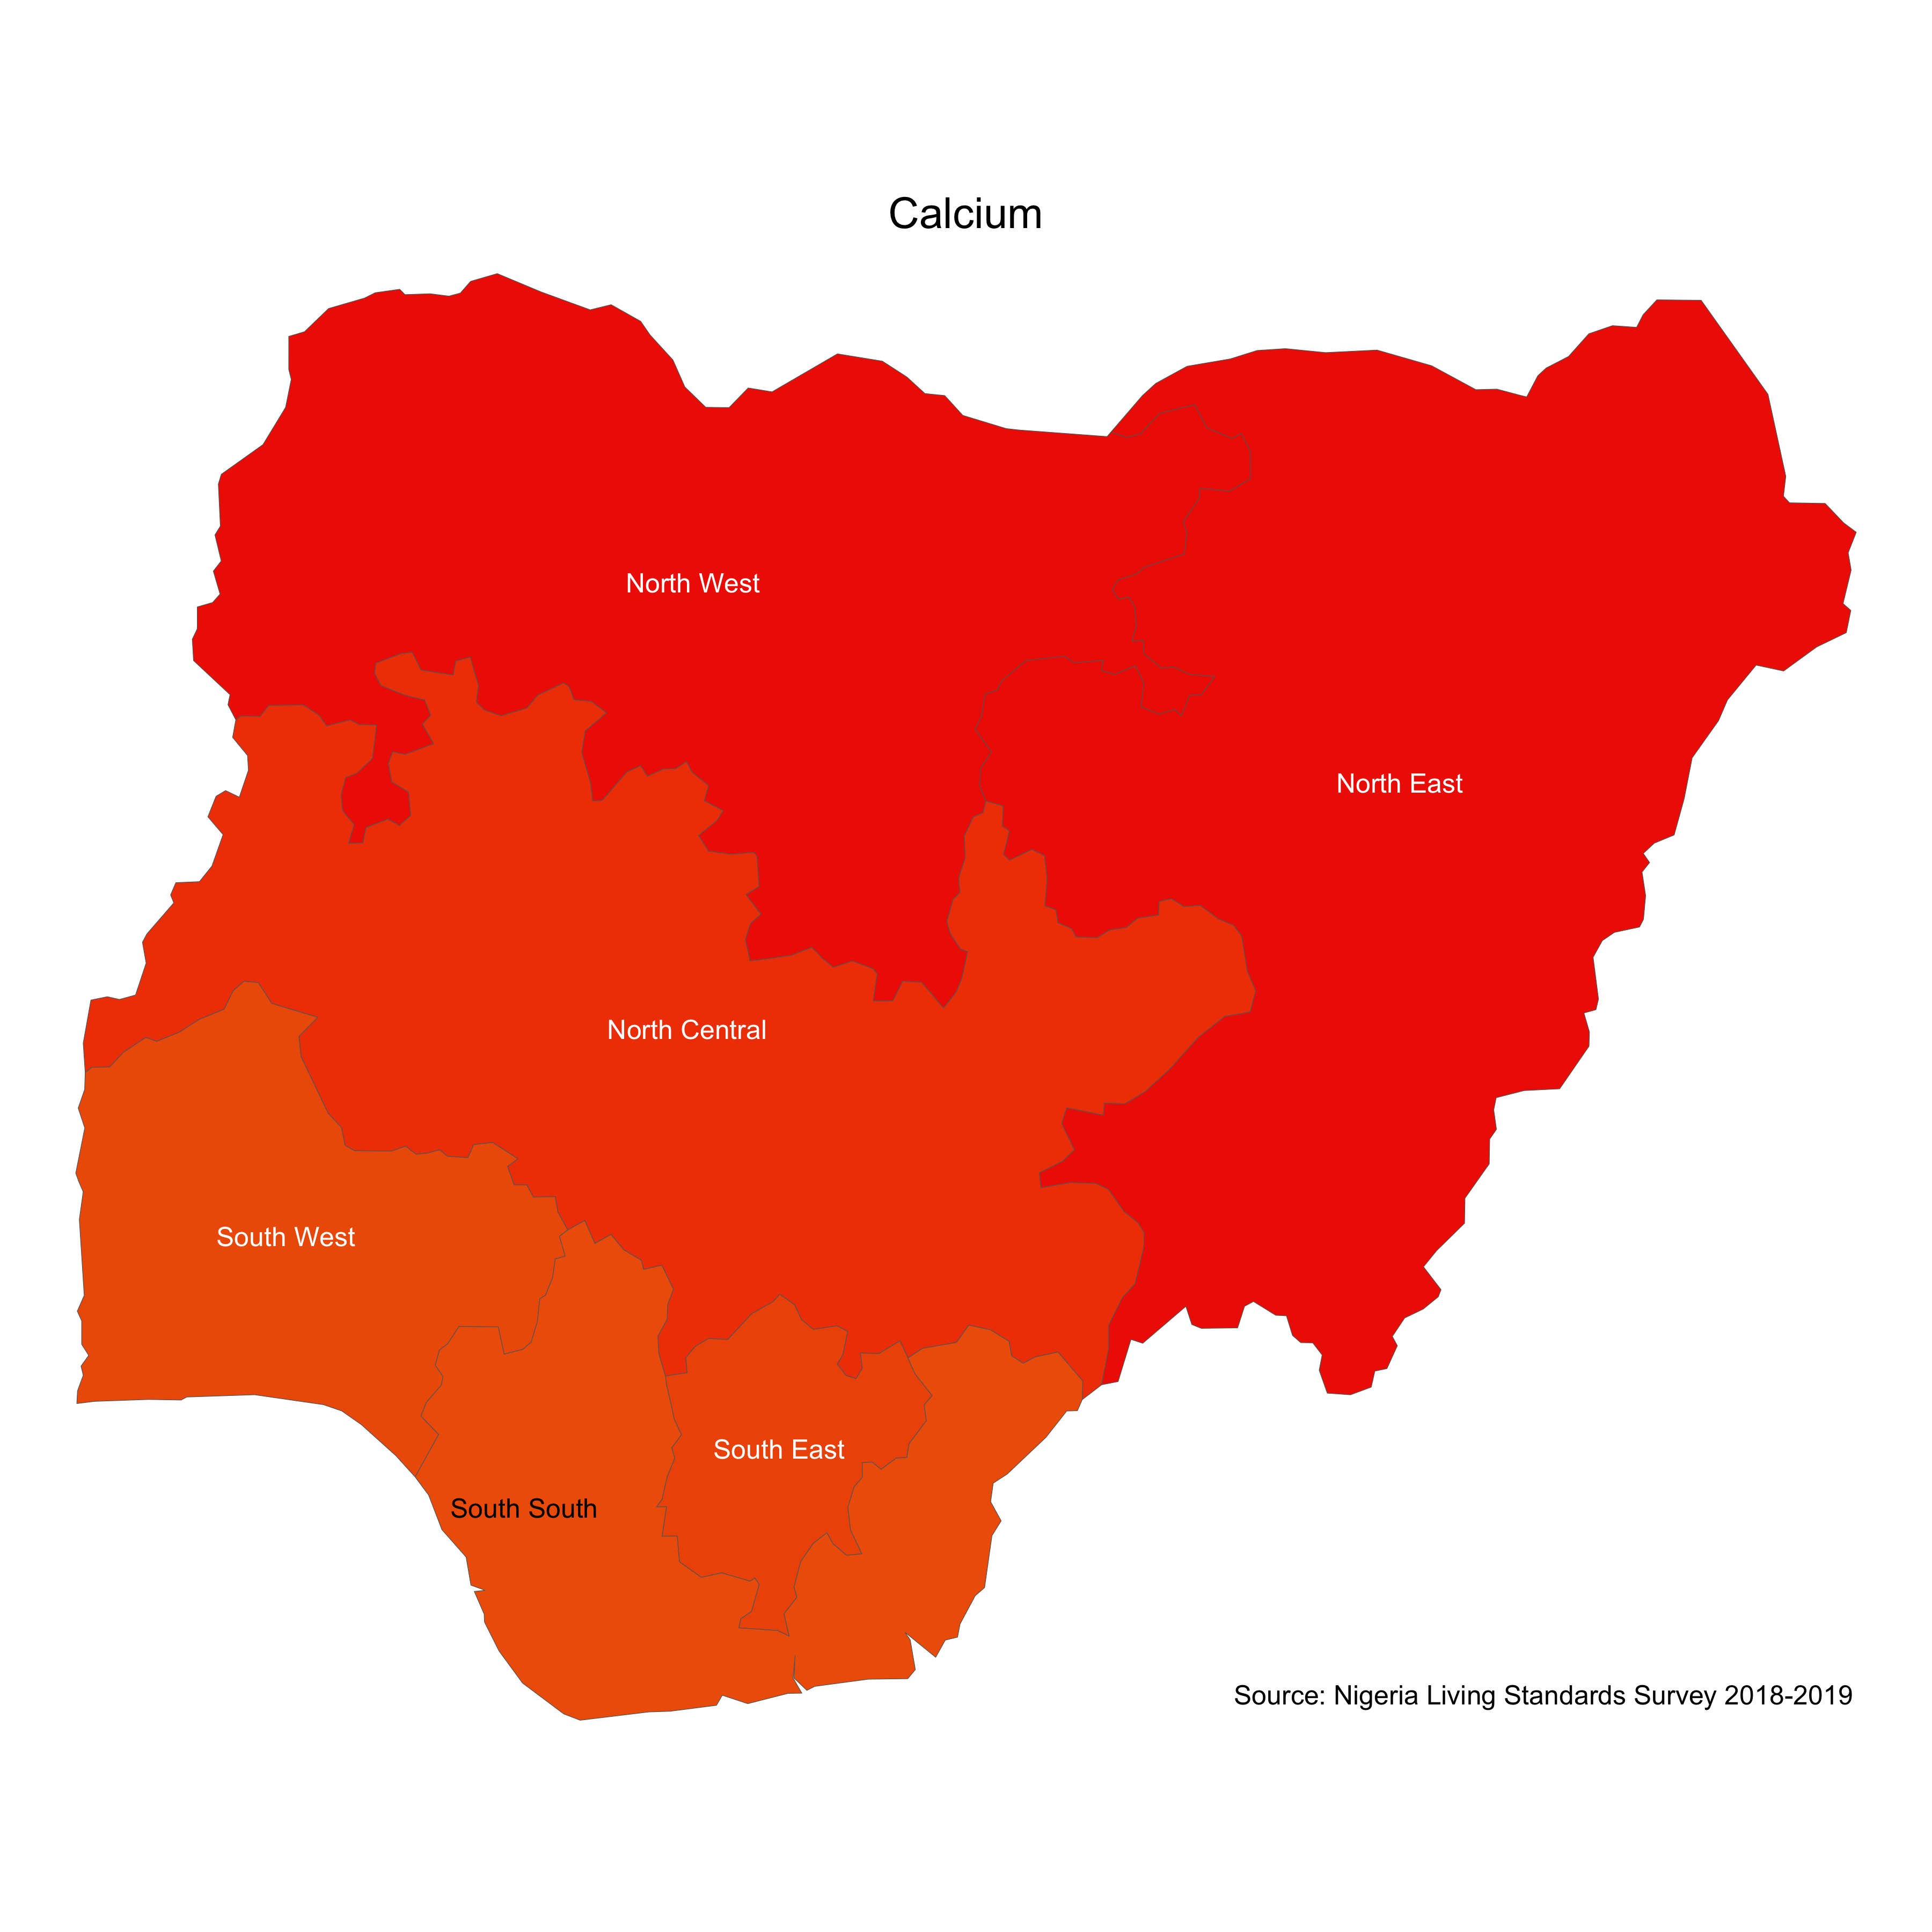 Calcium
North West
North East
North Central
South West
South East
South South
Source: Nigeria Living Standards Survey 2018-2019